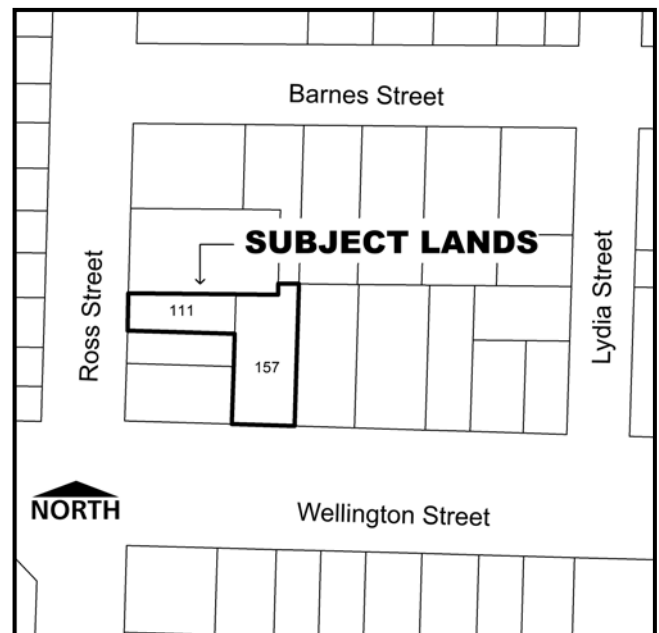 Barnes Street
SUBJECT LANDS
Ross Street
Lydia Street
111
157
NORTH
Wellington Street